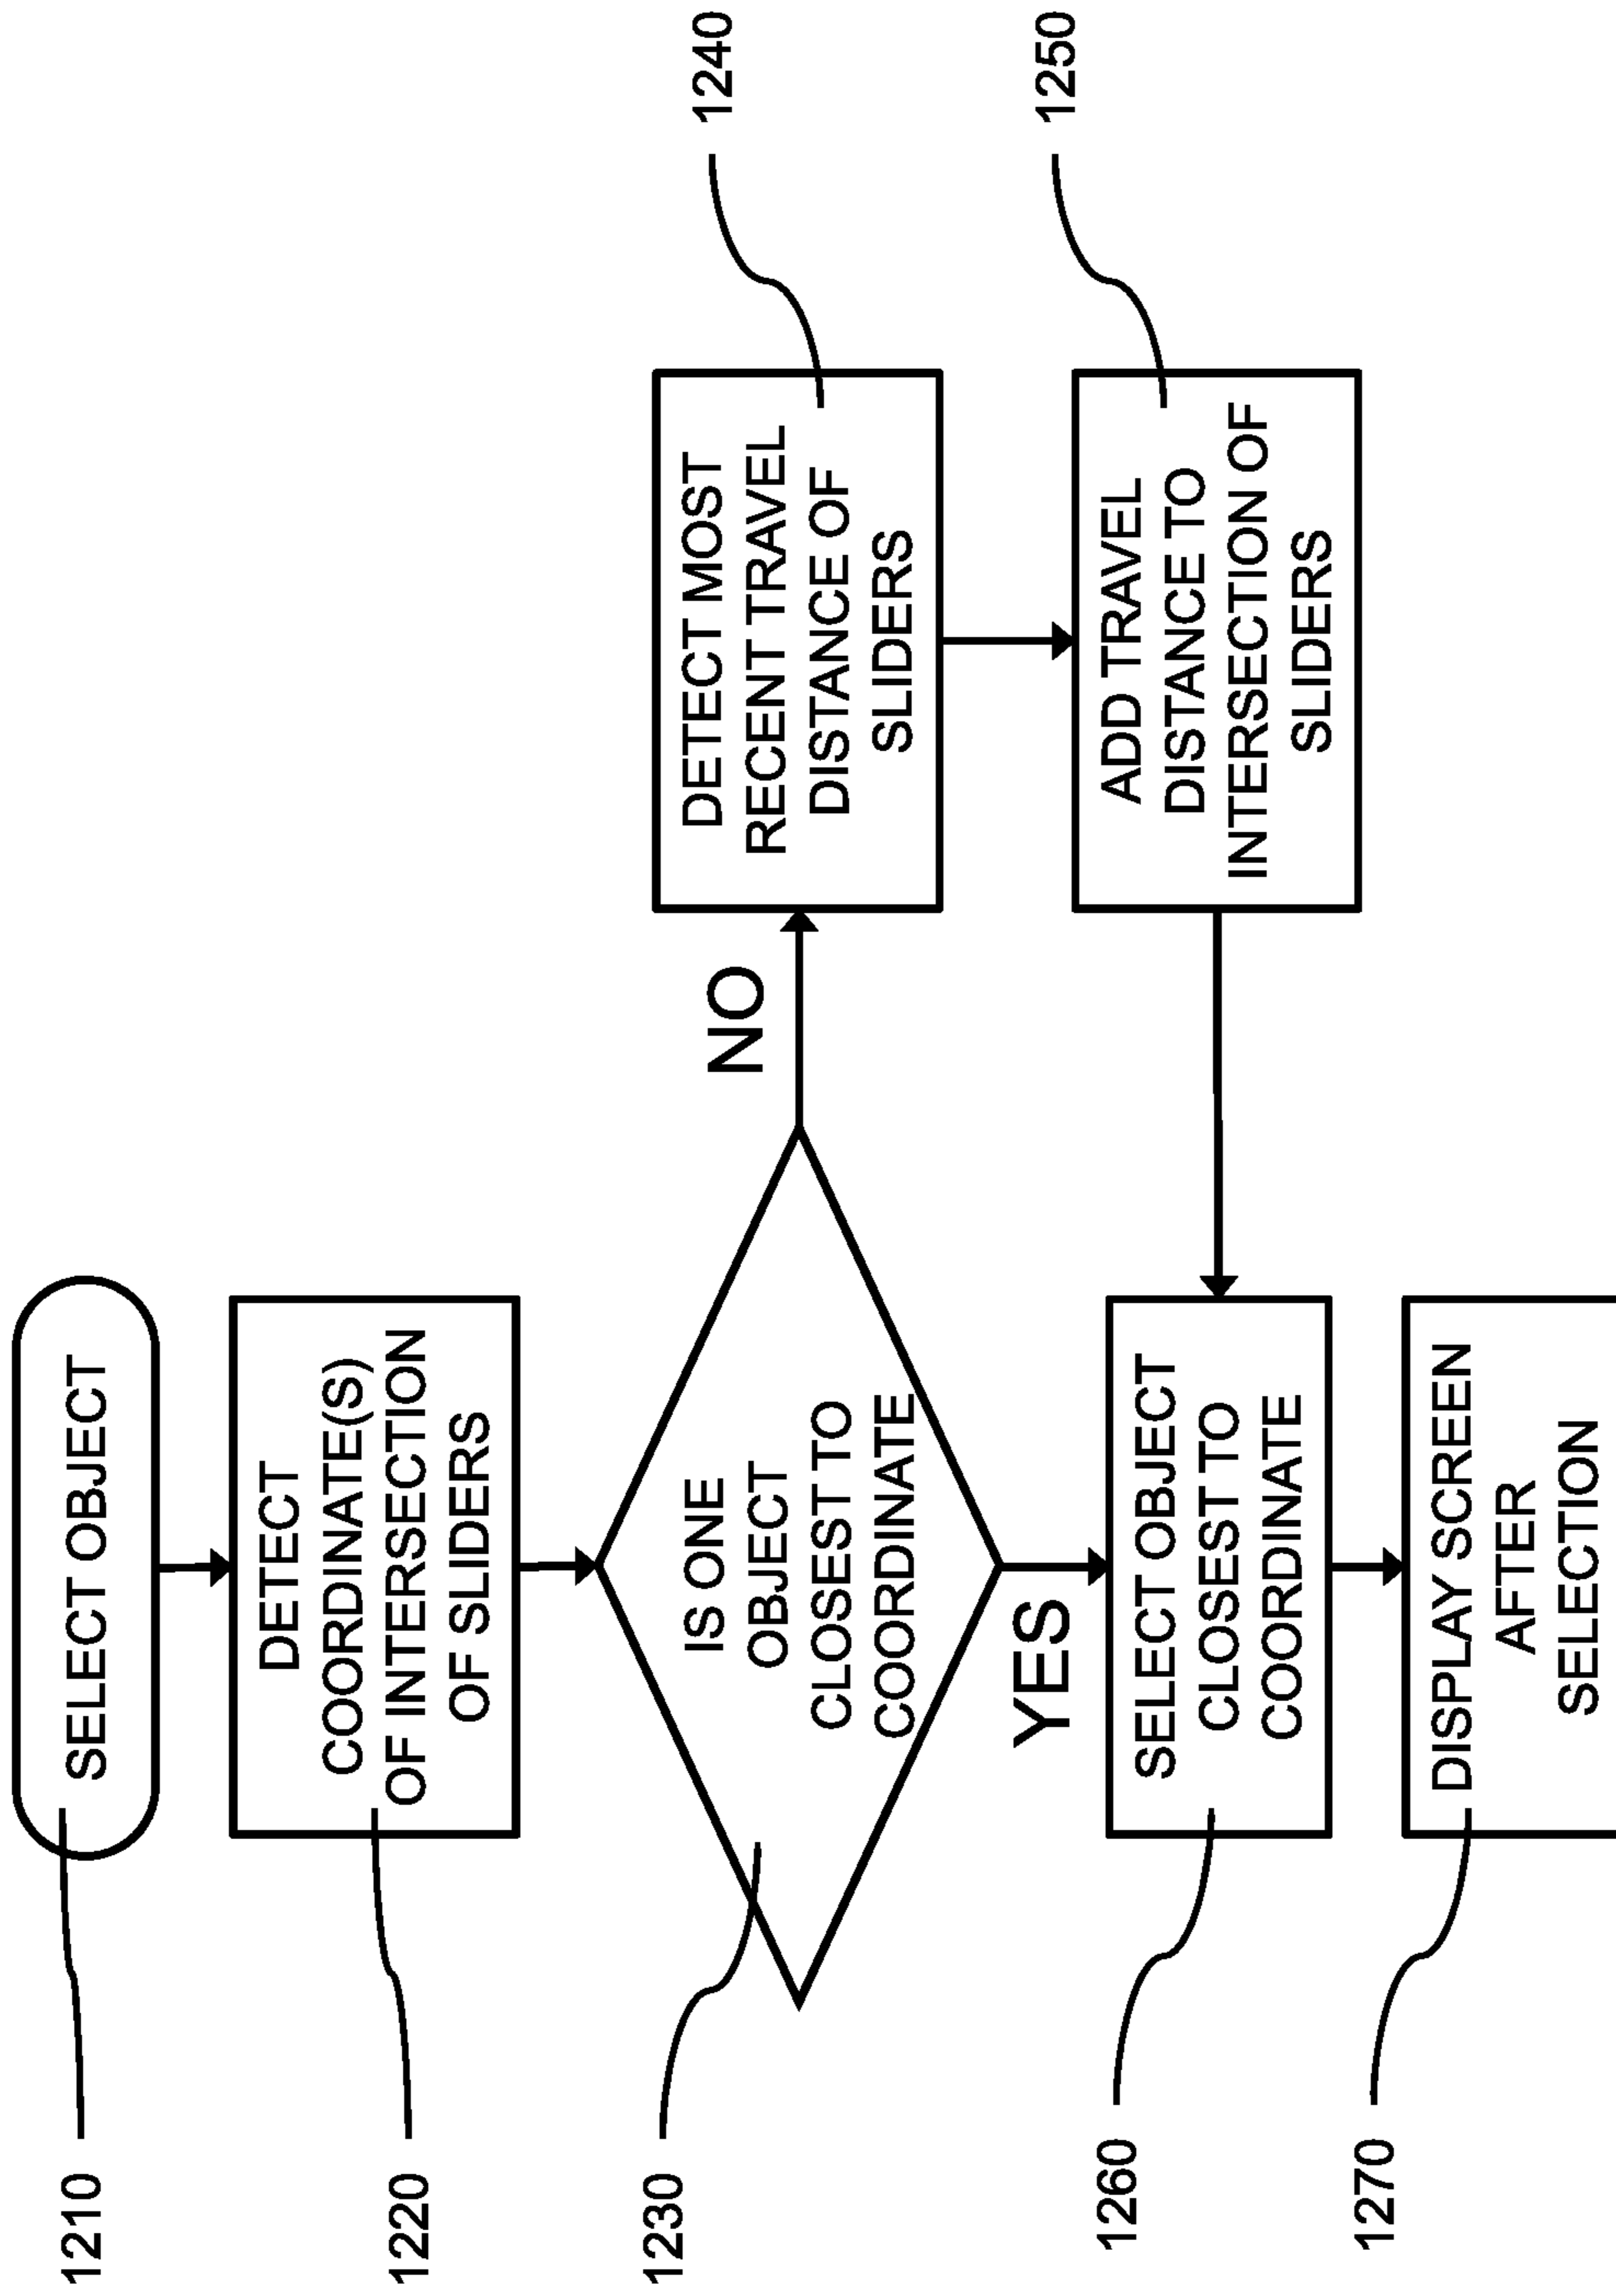 1210
SELECT OBJECT
1220
DETECT
COORDINATE(S)
OF INTERSECTION
OF SLIDERS
1230
IS ONE
OBJECT
CLOSEST TO
COORDINATE
NO
1240
DETECT MOST
RECENT TRAVEL
DISTANCE OF
SLIDERS
1250
ADD TRAVEL
DISTANCE TO
INTERSECTION OF
SLIDERS
YES
1260
SELECT OBJECT
CLOSEST TO
COORDINATE
1270
DISPLAY SCREEN
AFTER
SELECTION